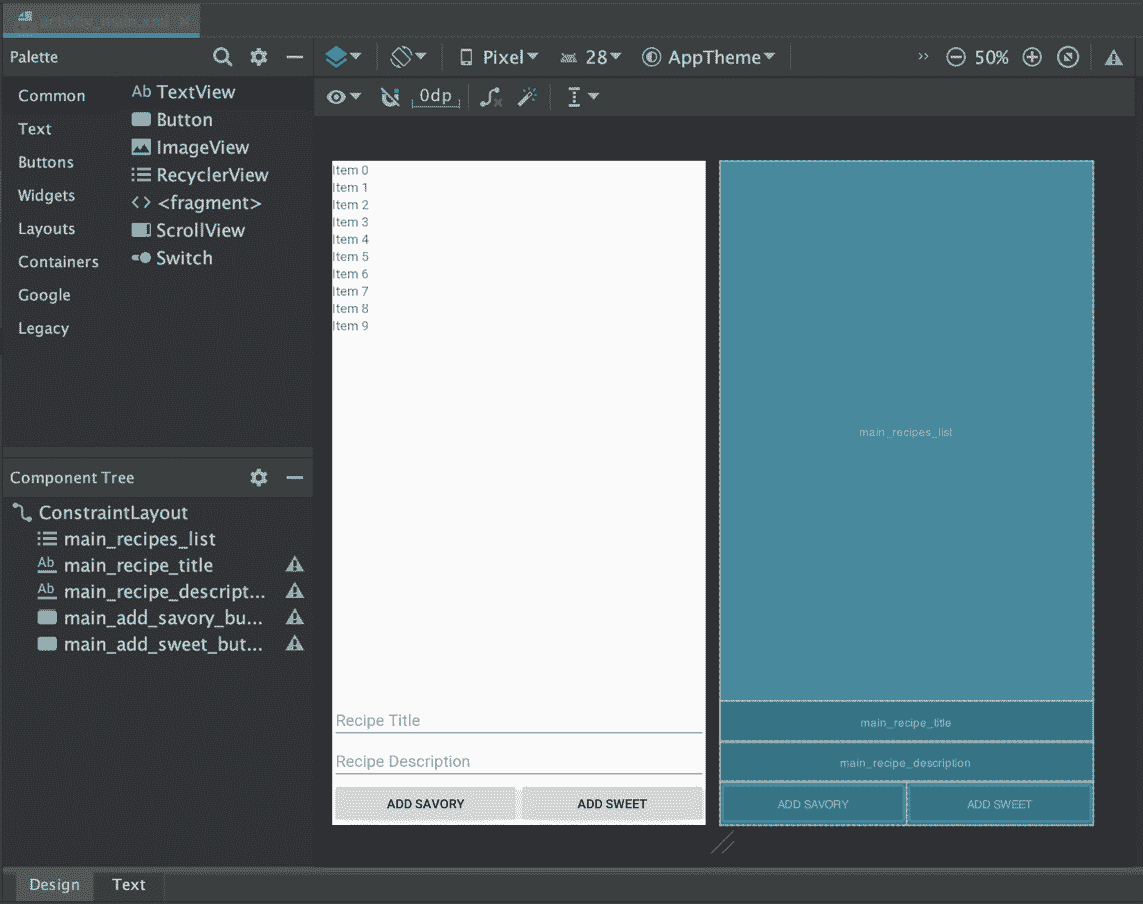 Palette
Pixel
28
AppTheme
»
50%
0dp
Common
Text
Buttons
Widgets
Layouts
Containers
Google
Legacy
Ab TextView
Button
ImageView
RecyclerView
<> <fragment>
ScrollView
Switch
Component Tree
ConstraintLayout
main_recipes_list
Ab main_recipe_title
Ab main_recipe_descript...
main_add_savory_bu...
main_add_sweet_but...
Item 0
Item 1
Item 2
Item 3
Item 4
Item 5
Item 6
Item 7
Item 8
Item 9
Recipe Title
Recipe Description
ADD SAVORY
ADD SWEET
main_recipes_list
main_recipe_title
main_recipe_description
ADD SAVORY
ADD SWEET
Design
Text